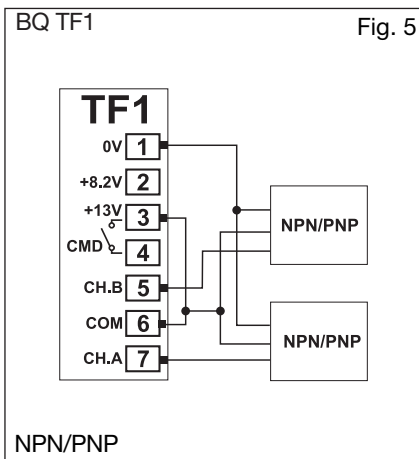 BQ TF1
Fig. 5
TF1
0V 1
+8.2V 2
+13V 3
CMD 4
CH.B 5
COM 6
CH.A 7
NPN/PNP
NPN/PNP
NPN/PNP